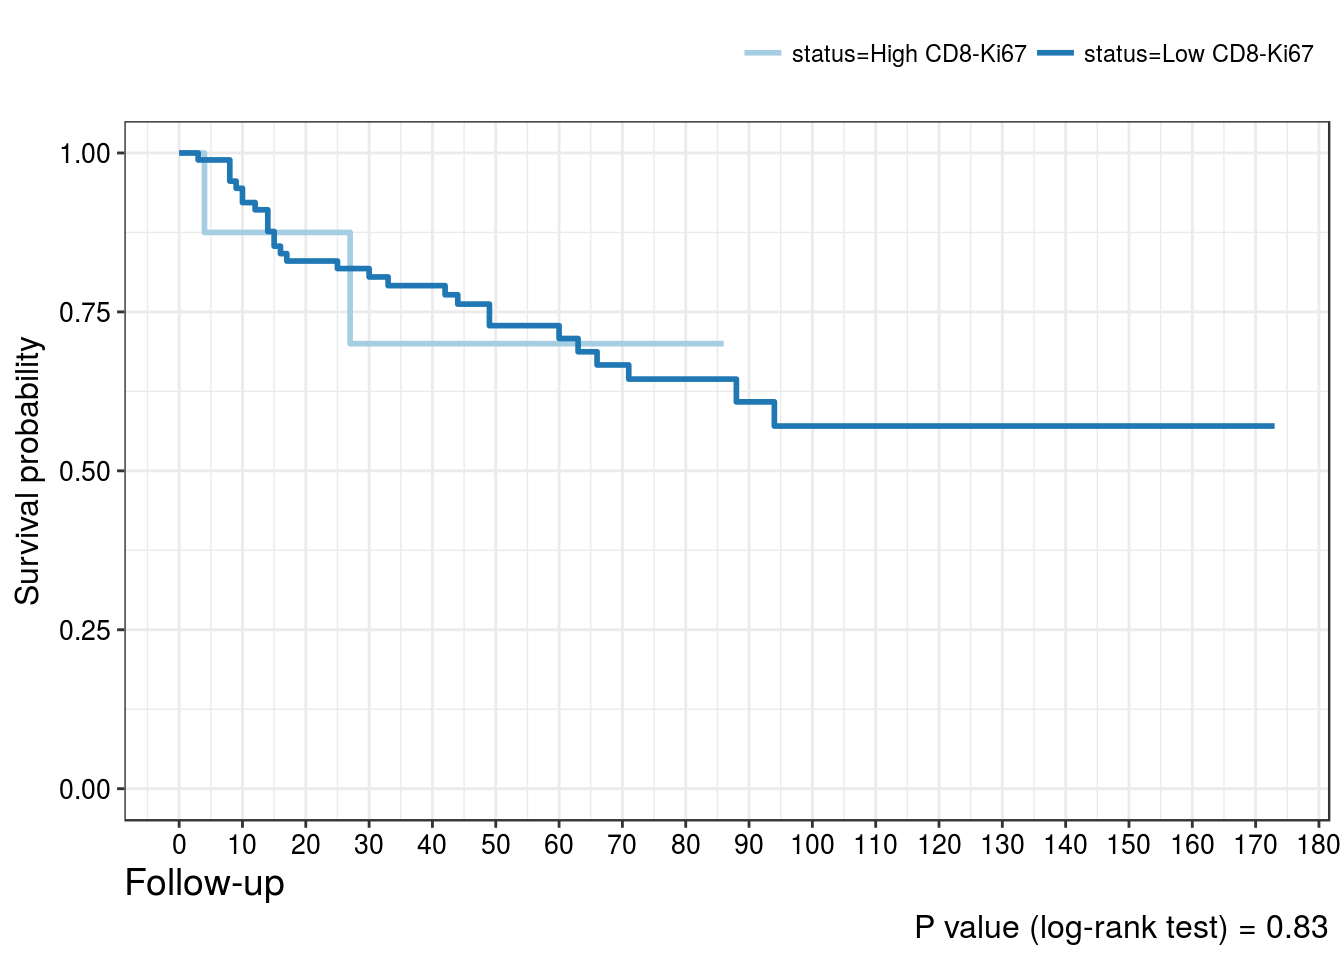 status=High CD8-Ki67 status=Low CD8-Ki67
1.00
0.75
0.50
0.25
0.00
Survival probability
0 10 20 30 40 50 60 70 80 90 100 110 120 130 140 150 160 170 180
Follow-up
P value (log-rank test) = 0.83